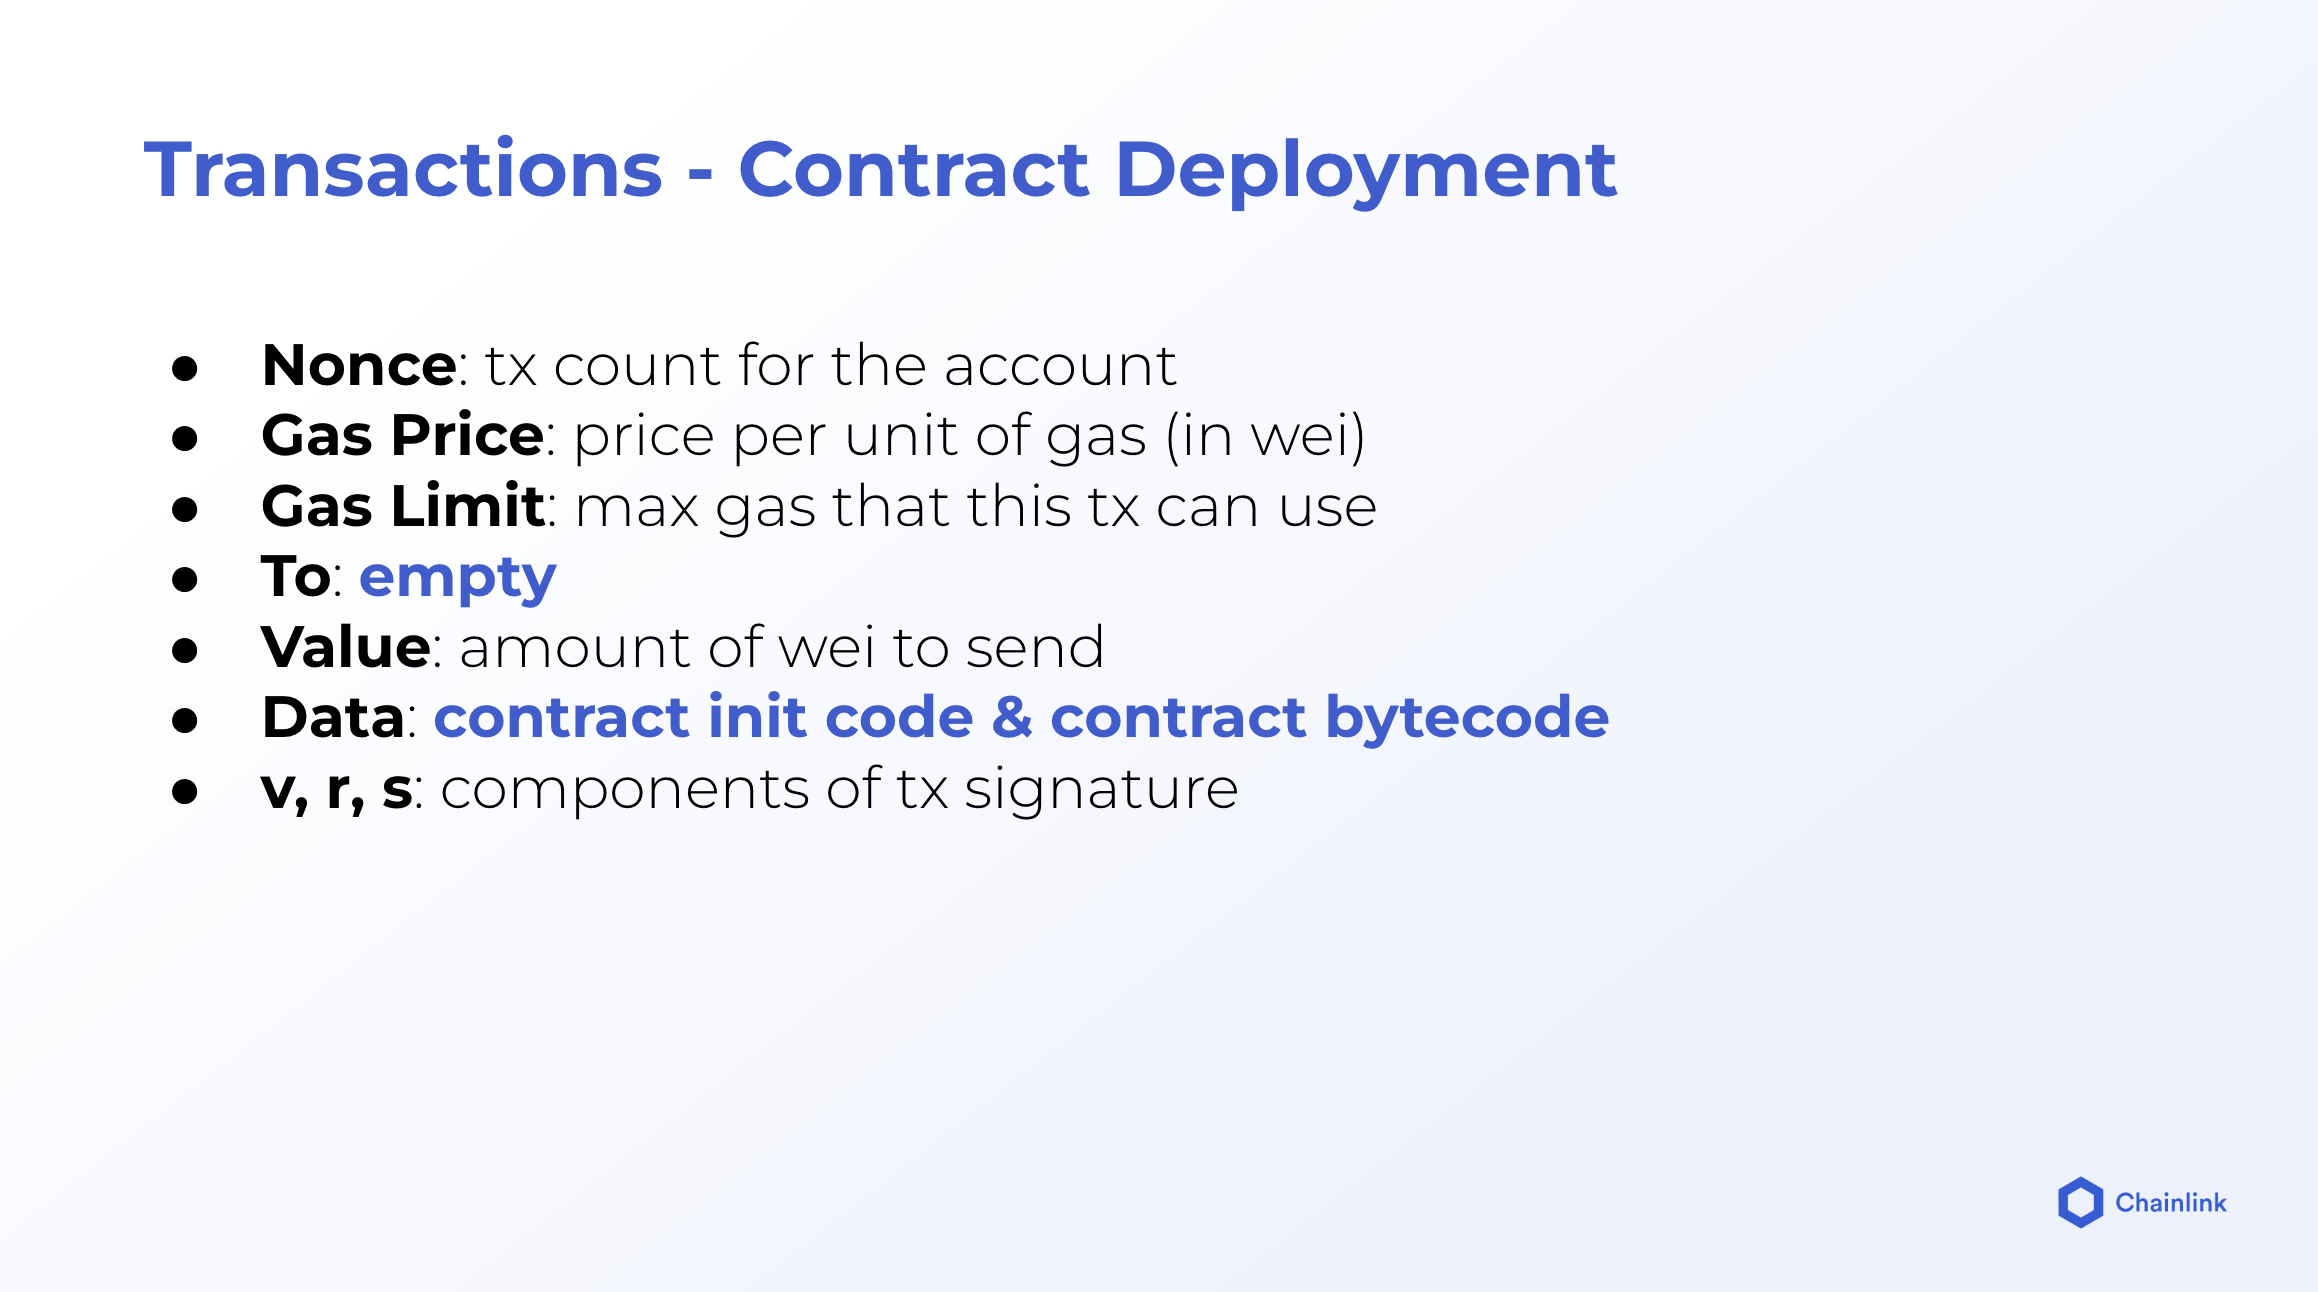 Transactions - Contract Deployment
● Nonce: tx count for the account
● Gas Price: price per unit of gas (in wei)
● Gas Limit: max gas that this tx can use
● To: empty
● Value: amount of wei to send
● Data: contract init code & contract bytecode
● v, r, s: components of tx signature
Chainlink